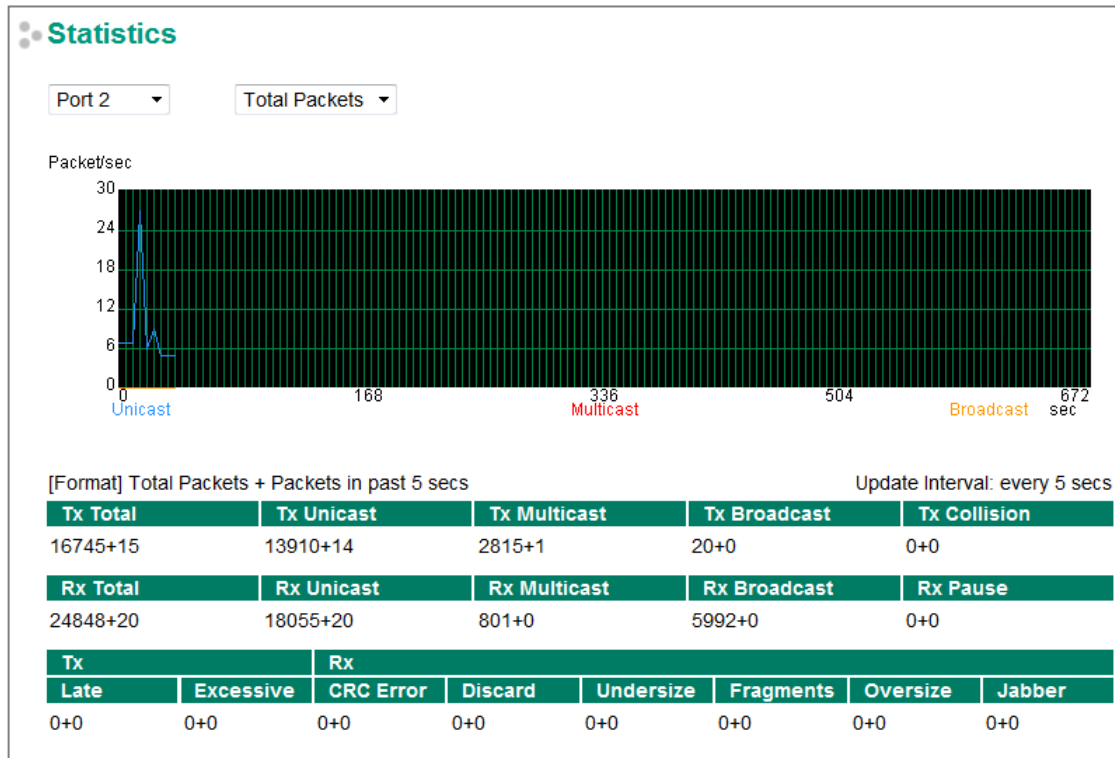 Statistics
Port 2 Total Packets
Packet/sec
30
24
18
12
6
0
0 168 336 504 672
Unicast Multicast Broadcast sec
[Format] Total Packets + Packets in past 5 secs Update Interval: every 5 secs
Tx Total Tx Unicast Tx Multicast Tx Broadcast Tx Collision
16745+15 13910+14 2815+1 20+0 0+0
Rx Total Rx Unicast Rx Multicast Rx Broadcast Rx Pause
24848+20 18055+20 801+0 5992+0 0+0
Tx Rx
Late Excessive CRC Error Discard Undersize Fragments Oversize Jabber
0+0 0+0 0+0 0+0 0+0 0+0 0+0 0+0